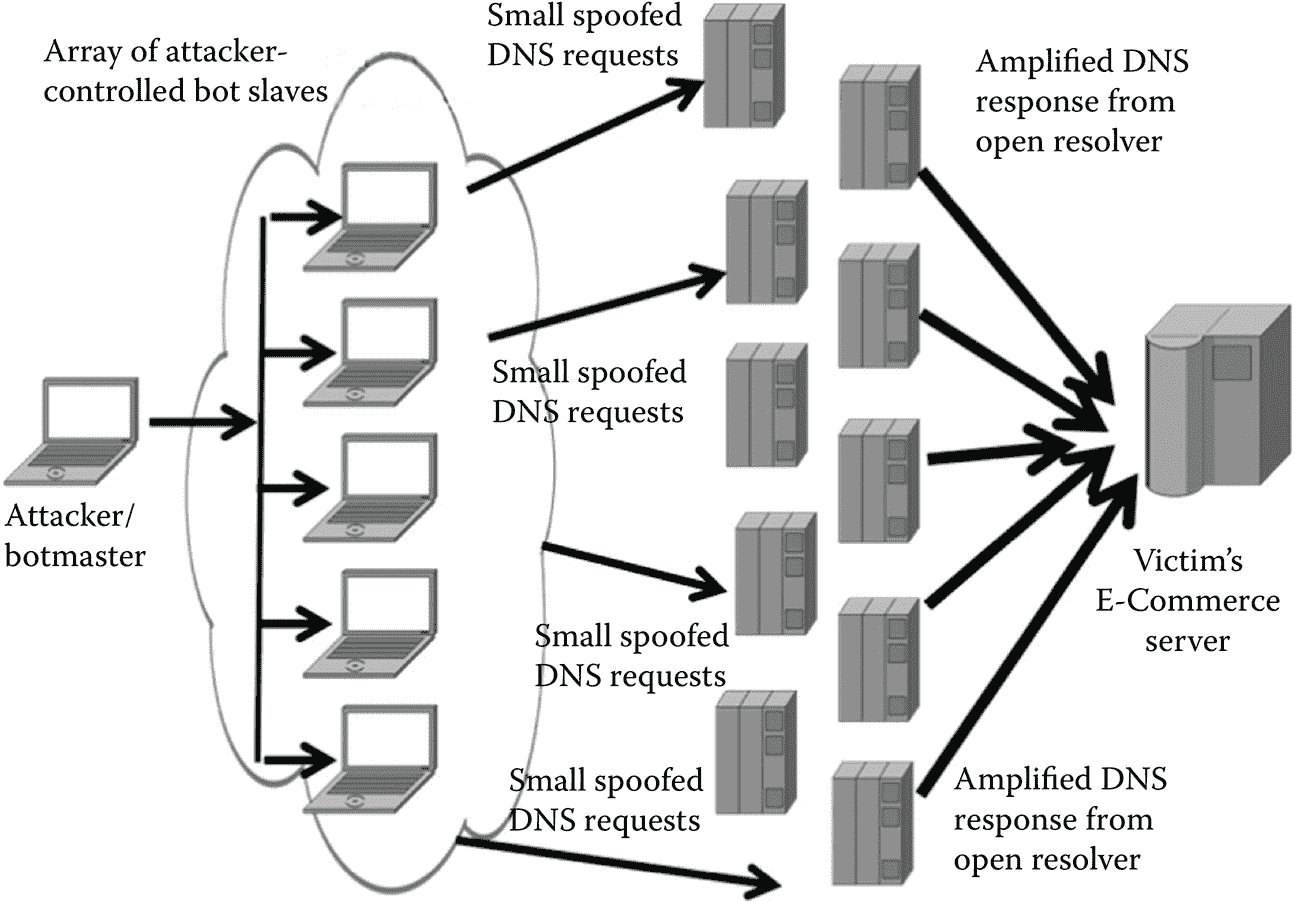 Array of attacker-
controlled bot slaves
Small spoofed
DNS requests
Amplified DNS
response from
open resolver
Small spoofed
DNS requests
Attacker/
botmaster
Victim’s
E-Commerce
server
Small spoofed
DNS requests
Small spoofed
DNS requests
Amplified DNS
response from
open resolver